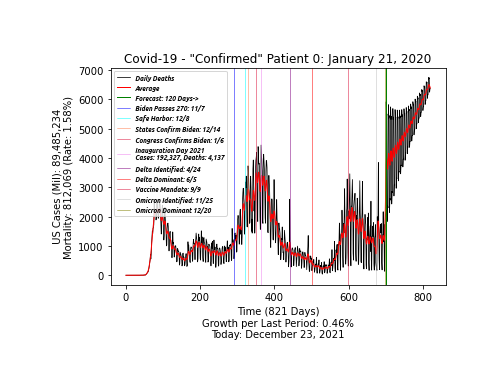 Covid-19 - "Confirmed" Patient 0: January 21, 2020
US Cases (Mil): 89,485,234
Mortality: 812,069 (Rate: 1.58%)
7000
6000
5000
4000
3000
2000
1000
0
Daily Deaths
Average
Forecast: 120 Days->
Biden Passes 270: 11/7
Safe Harbor: 12/8
States Confirm Biden: 12/14
Congress Confirms Biden: 1/6
Inauguration Day 2021
Cases: 192,327, Deaths: 4,137
Delta Identified: 4/24
Delta Dominant: 6/5
Vaccine Mandate: 9/9
Omicron Identified: 11/25
Omicron Dominant 12/20
0 200 400 600 800
Time (821 Days)
Growth per Last Period: 0.46%
Today: December 23, 2021